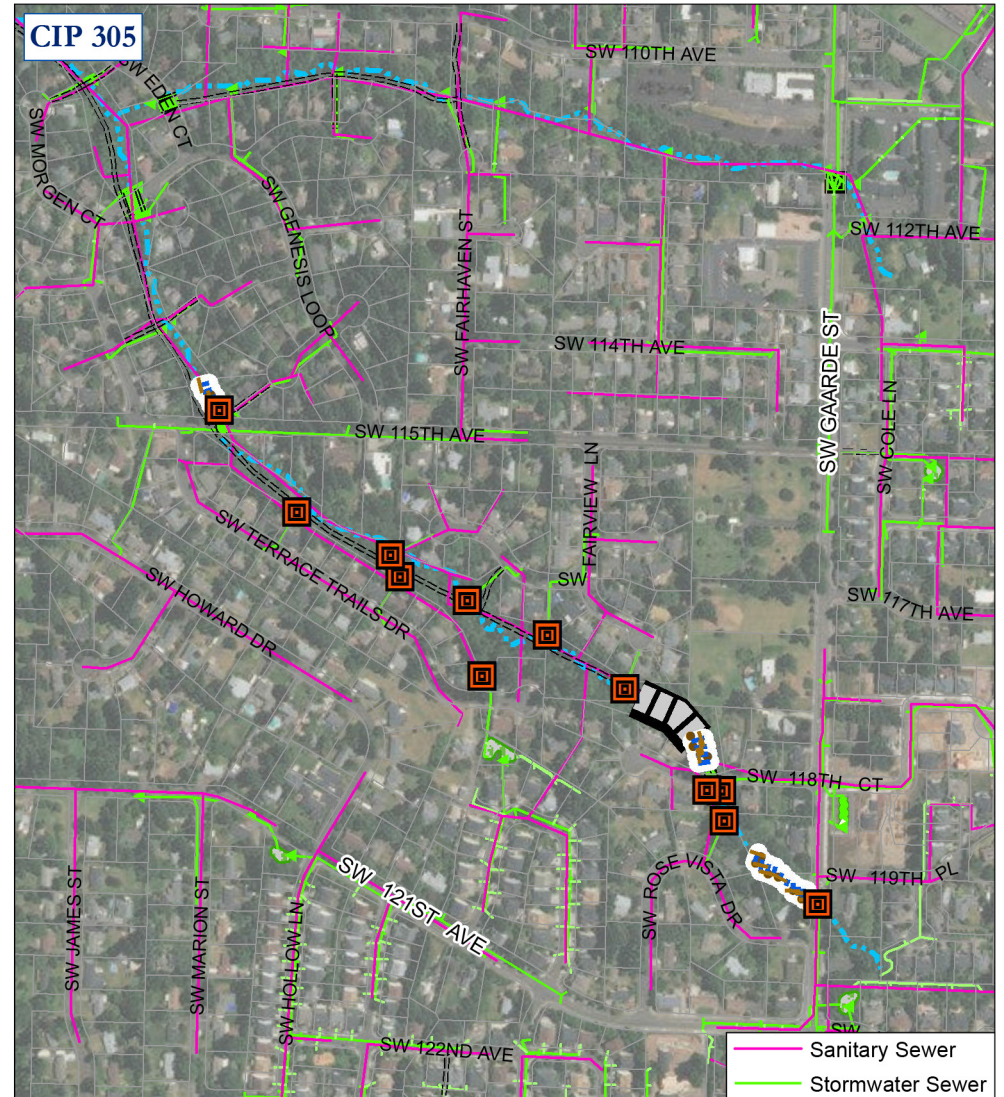 CIP 305
SW 110TH AVE
SW EDEN CT
SW MORGEN CT
SW GENESIS LOOP
SW FAIRHAVEN ST
SW 112TH AVE
SW 114TH AVE
SW GAARDE ST
SW COLE LN
SW 115TH AVE
SW FAIRVIEW LN
SW TERRACE TRAILS DR
SW HOWARD DR
SW 117TH AVE
SW 118TH CT
SW ROSE VISTA DR
SW 119TH PL
SW 121ST AVE
SW JAMES ST
SW MARION ST
SW HOLLOW LN
SW 122ND AVE
SW
Sanitary Sewer
Stormwater Sewer